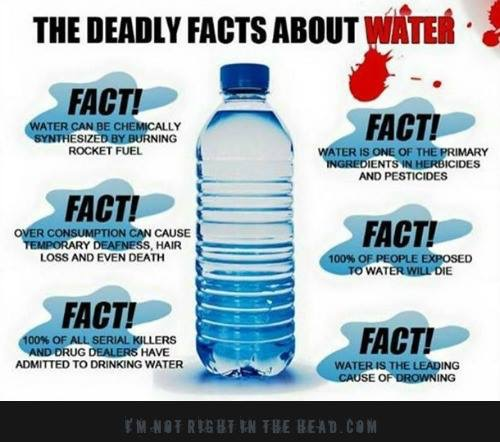 THE DEADLY FACTS ABOUT WATER
FACT!
WATER CAN BE CHEMICALLY
SYNTHESIZED BY BURNING
ROCKET FUEL
FACT!
OVER CONSUMPTION CAN CAUSE
TEMPORARY DEAFNESS, HAIR
LOSS AND EVEN DEATH
FACT!
100% OF ALL SERIAL KILLERS
AND DRUG DEALERS HAVE
ADMITTED TO DRINKING WATER
FACT!
WATER IS ONE OF THE PRIMARY
INGREDIENTS IN HERBICIDES
AND PESTICIDES
FACT!
100% OF PEOPLE EXPOSED
TO WATER WILL DIE
FACT!
WATER IS THE LEADING
CAUSE OF DROWNING
I'M NOT RIGHT IN THE HEAD.COM